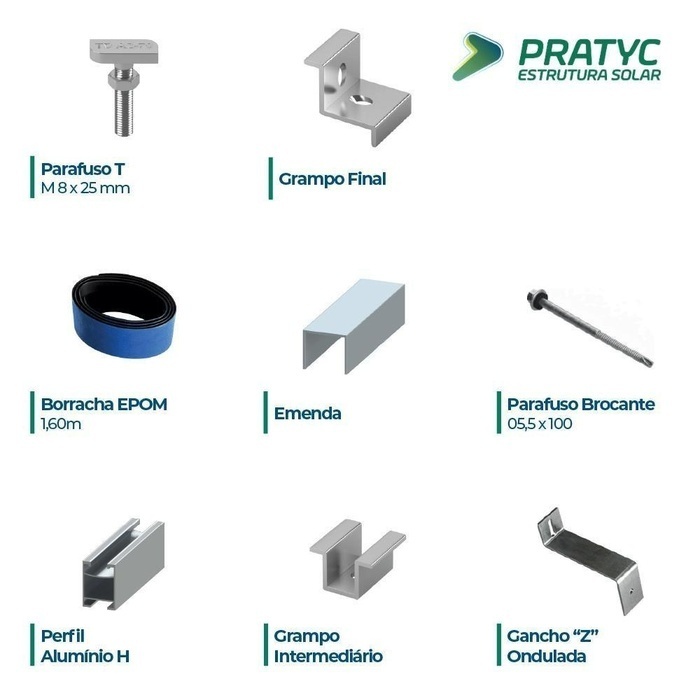 PRATYC
ESTRUTURA SOLAR
Parafuso T
M 8 x 25 mm
Grampo Final
Borracha EPOM
1,60m
Emenda
Parafuso Brocante
05,5 x 100
Perfil
Alumínio H
Grampo
Intermediário
Gancho “Z”
Ondulada